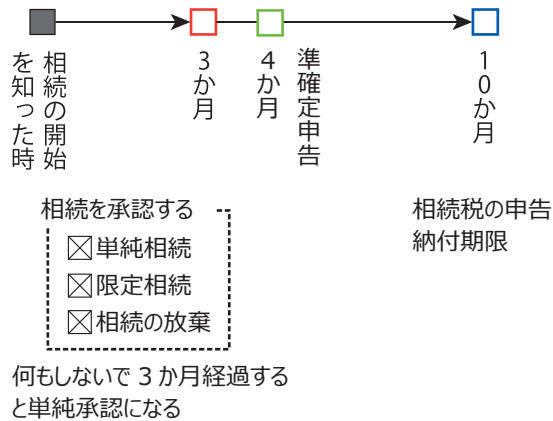 相続の開始
を知った時
3か月
4か月
準確定申告
10か月
相続を承認する
単純相続
限定相続
相続の放棄
相続税の申告
納付期限
何もしないで 3 か月経過する
と単純承認になる